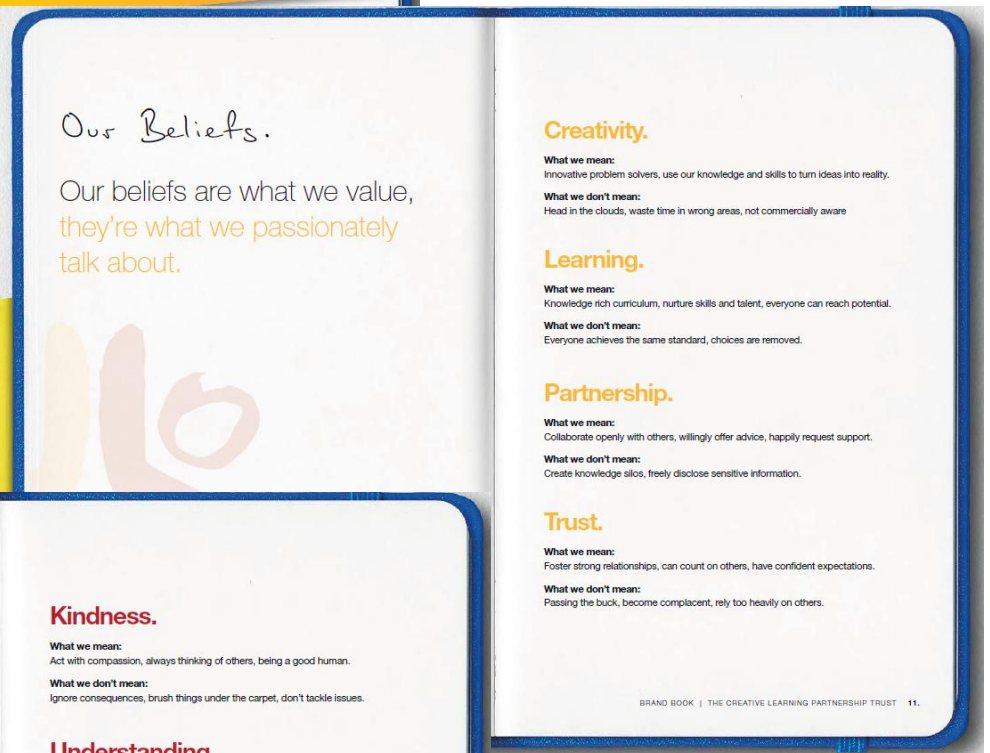 Our Beliefs.
Our beliefs are what we value,
they're what we passionately
talk about.
Creativity.
What we mean:
Innovative problem solvers, use our knowledge and skills to turn ideas into reality.
What we don't mean:
Head in the clouds, waste time in wrong areas, not commercially aware
Learning.
What we mean:
Knowledge rich curriculum, nurture skills and talent, everyone can reach potential.
What we don't mean:
Everyone achieves the same standard, choices are removed.
Partnership.
What we mean:
Collaborate openly with others, willingly offer advice, happily request support.
What we don't mean:
Create knowledge silos, freely disclose sensitive information.
Trust.
What we mean:
Foster strong relationships, can count on others, have confident expectations.
What we don't mean:
Passing the buck, become complacent, rely too heavily on others.
BRAND BOOK | THE CREATIVE LEARNING PARTNERSHIP TRUST 11.
Kindness.
What we mean:
Act with compassion, always thinking of others, being a good human.
What we don't mean:
Ignore consequences, brush things under the carpet, don't tackle issues.
Understanding